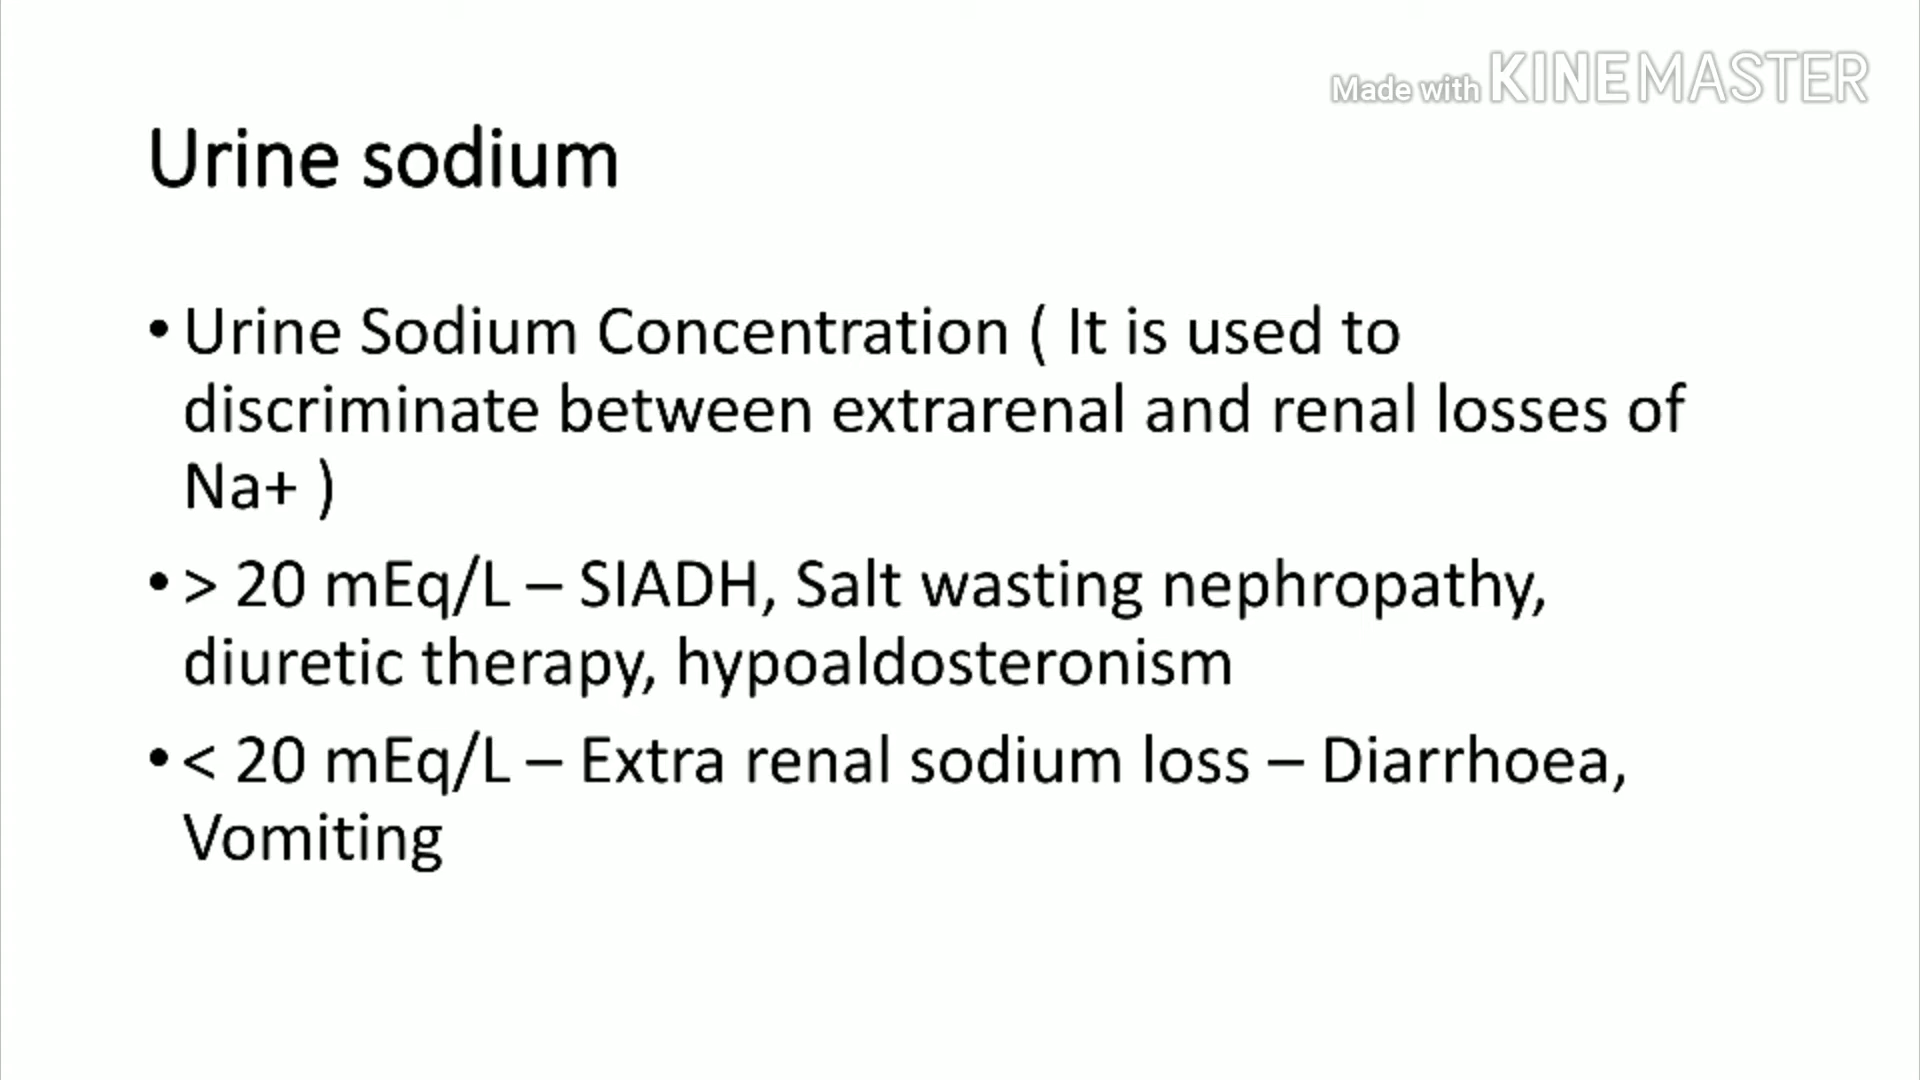 Made with KINEMASTER
Urine sodium
• Urine Sodium Concentration ( It is used to
discriminate between extrarenal and renal losses of
Na+ )
• > 20 mEq/L – SIADH, Salt wasting nephropathy,
diuretic therapy, hypoaldosteronism
• < 20 mEq/L – Extra renal sodium loss – Diarrhoea,
Vomiting